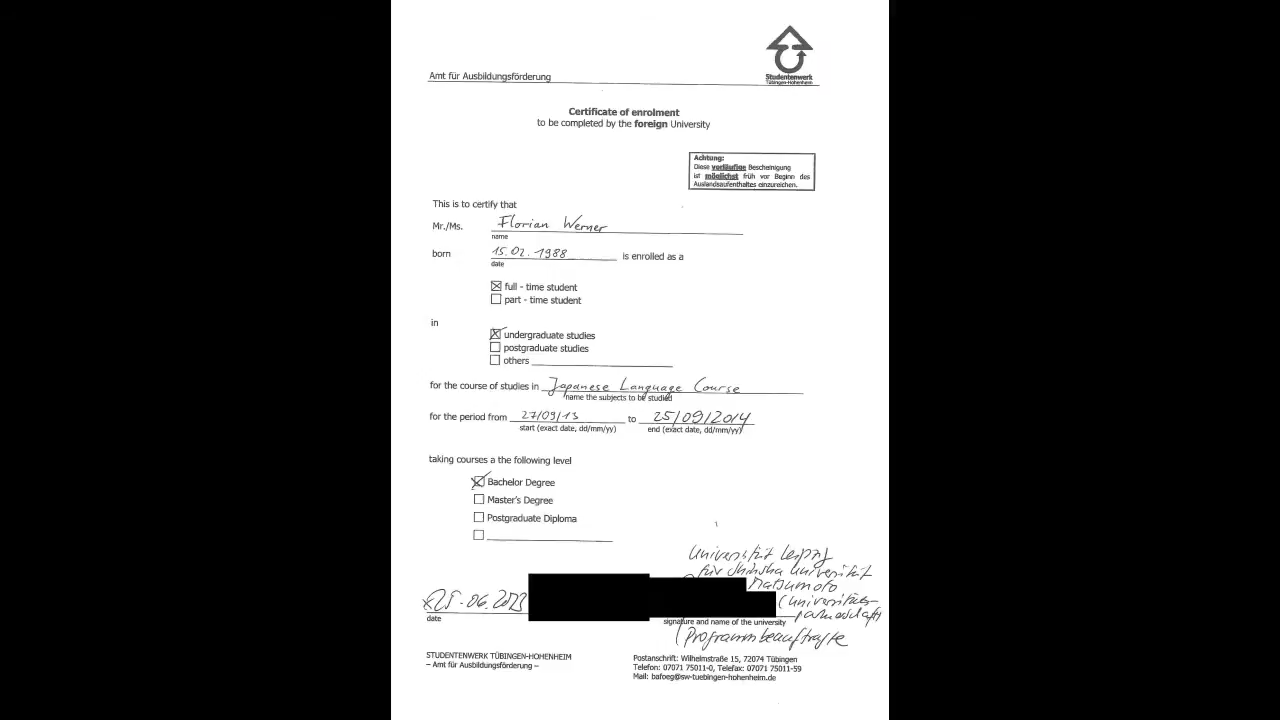 Studentenwerk
Tübingen-Hohenheim
Amt für Ausbildungsförderung
Certificate of enrolment
to be completed by the foreign University
Achtung:
Diese vorläufige Bescheinigung
ist möglichst früh vor Beginn des
Auslandsaufenthaltes einzureichen.
This is to certify that
Mr./Ms. Florian Werner
name
born 15.02.1988 is enrolled as a
date
full - time student
part - time student
in
undergraduate studies
postgraduate studies
others
for the course of studies in Japanese Language Course
name the subjects to be studied
for the period from 27/09/13 to 25/09/2014
start (exact date, dd/mm/yy) end (exact date, dd/mm/yy)
taking courses a the following level
Bachelor Degree
Master's Degree
Postgraduate Diploma
Universität Leipzig
für Shinshu Universität
Matsumoto
25.06.2013 (Universitäts-
partnerschaft)
date signature and name of the university
(Programmbeauftragte
STUDENTENWERK TÜBINGEN-HOHENHEIM
– Amt für Ausbildungsförderung –
Postanschrift: Wilhelmstraße 15, 72074 Tübingen
Telefon: 07071 75011-0, Telefax: 07071 75011-59
Mail: bafoeg@sw-tuebingen-hohenheim.de